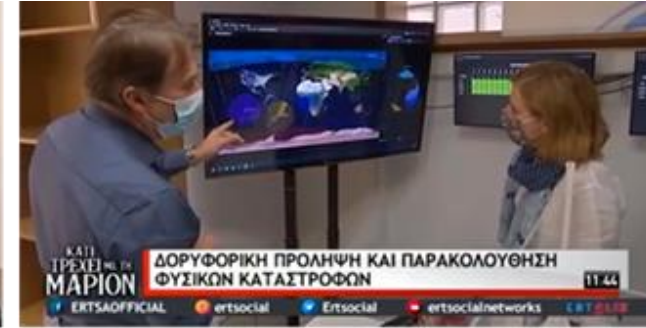 ΚΑΤΙ
ΤΡΕΧΕΙ ΜΕ ΤΗ
ΜΑΡΙΟΝ
ΔΟΡΥΦΟΡΙΚΗ ΠΡΟΛΗΨΗ ΚΑΙ ΠΑΡΑΚΟΛΟΥΘΗΣΗ
ΦΥΣΙΚΩΝ ΚΑΤΑΣΤΡΟΦΩΝ
11:44
ERTSAOFFICIAL ertsocial Ertsocial ertsocialnetworks